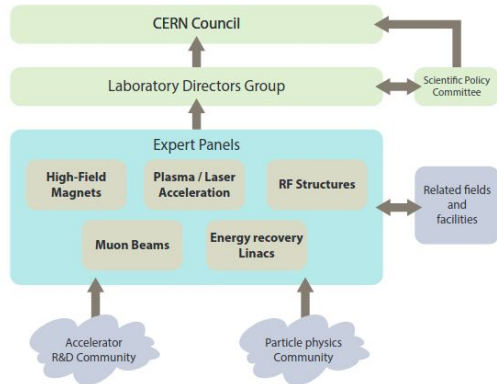 CERN Council
Laboratory Directors Group
Scientific Policy
Committee
Expert Panels
High-Field
Magnets
Plasma / Laser
Acceleration
RF Structures
Related fields
and
facilities
Muon Beams
Energy recovery
Linacs
Accelerator
R&D Community
Particle physics
Community